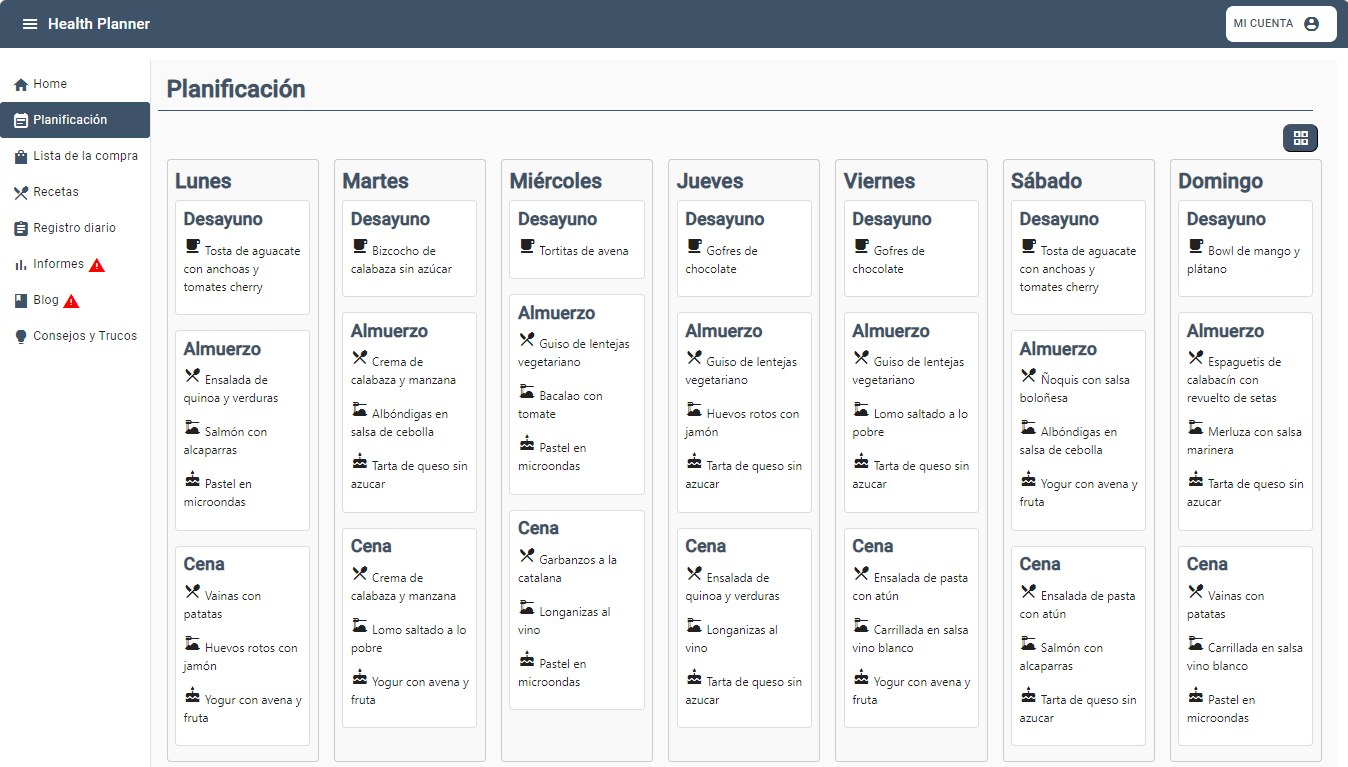 Health Planner
MI CUENTA
Home
Planificación
Lista de la compra
Recetas
Registro diario
Informes
Blog
Consejos y Trucos
Planificación
Lunes
Desayuno
Tosta de aguacate
con anchoas y
tomates cherry
Almuerzo
Ensalada de
quinoa y verduras
Salmón con
alcaparras
Pastel en
microondas
Cena
Vainas con
patatas
Huevos rotos con
jamón
Yogur con avena y
fruta
Martes
Desayuno
Bizcocho de
calabaza sin azúcar
Almuerzo
Crema de
calabaza y manzana
Albóndigas en
salsa de cebolla
Tarta de queso sin
azucar
Cena
Crema de
calabaza y manzana
Lomo saltado a lo
pobre
Yogur con avena y
fruta
Miércoles
Desayuno
Tortitas de avena
Almuerzo
Guiso de lentejas
vegetariano
Bacalao con
tomate
Pastel en
microondas
Cena
Garbanzos a la
catalana
Longanizas al
vino
Pastel en
microondas
Jueves
Desayuno
Gofres de
chocolate
Almuerzo
Guiso de lentejas
vegetariano
Huevos rotos con
jamón
Tarta de queso sin
azucar
Cena
Ensalada de
quinoa y verduras
Longanizas al
vino
Tarta de queso sin
azucar
Viernes
Desayuno
Gofres de
chocolate
Almuerzo
Guiso de lentejas
vegetariano
Lomo saltado a lo
pobre
Tarta de queso sin
azucar
Cena
Ensalada de pasta
con atún
Carrillada en salsa
vino blanco
Yogur con avena y
fruta
Sábado
Desayuno
Tosta de aguacate
con anchoas y
tomates cherry
Almuerzo
Ñoquis con salsa
boloñesa
Albóndigas en
salsa de cebolla
Yogur con avena y
fruta
Cena
Ensalada de pasta
con atún
Salmón con
alcaparras
Tarta de queso sin
azucar
Domingo
Desayuno
Bowl de mango y
plátano
Almuerzo
Espaguetis de
calabacín con
revuelto de setas
Merluza con salsa
marinera
Tarta de queso sin
azucar
Cena
Vainas con
patatas
Carrillada en salsa
vino blanco
Pastel en
microondas